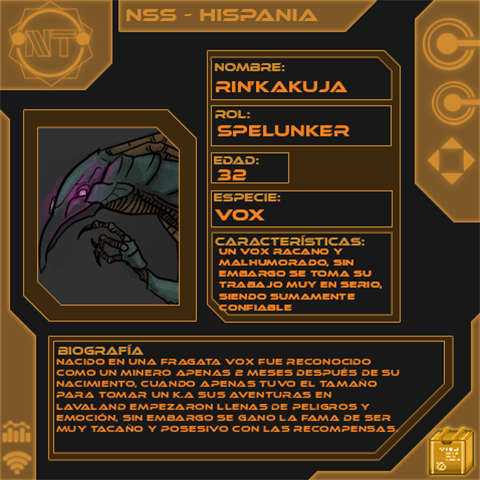 NT
NSS - HISPANIA
NOMBRE:
RIN'KAKUJA
ROL:
SPELUNKER
EDAD:
32
ESPECIE:
VOX
CARACTERÍSTICAS:
UN VOX RACANO Y
MALHUMORADO, SIN
EMBARGO SE TOMA SU
TRABAJO MUY EN SERIO,
SIENDO SUMAMENTE
CONFIABLE
BIOGRAFÍA
NACIDO EN UNA FRAGATA VOX FUE RECONOCIDO
COMO UN MINERO APENAS 2 MESES DESPUÉS DE SU
NACIMIENTO, CUANDO APENAS TUVO EL TAMAÑO
PARA TOMAR UN K.A SUS AVENTURAS EN
LAVALAND EMPEZARON LLENAS DE PELIGROS Y
EMOCIÓN, SIN EMBARGO SE GANO LA FAMA DE SER
MUY TACAÑO Y POSESIVO CON LAS RECOMPENSAS.